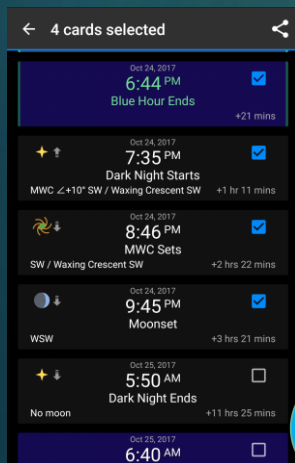 4 cards selected
Oct 24, 2017
6:44 PM
Blue Hour Ends
+21 mins
Oct 24, 2017
7:35 PM
Dark Night Starts
MWC ∠+10° SW / Waxing Crescent SW +1 hr 11 mins
Oct 24, 2017
8:46 PM
MWC Sets
SW / Waxing Crescent SW +2 hrs 22 mins
Oct 24, 2017
9:45 PM
Moonset
WSW +3 hrs 21 mins
Oct 25, 2017
5:50 AM
Dark Night Ends
No moon +11 hrs 25 mins
Oct 25, 2017
6:40 AM